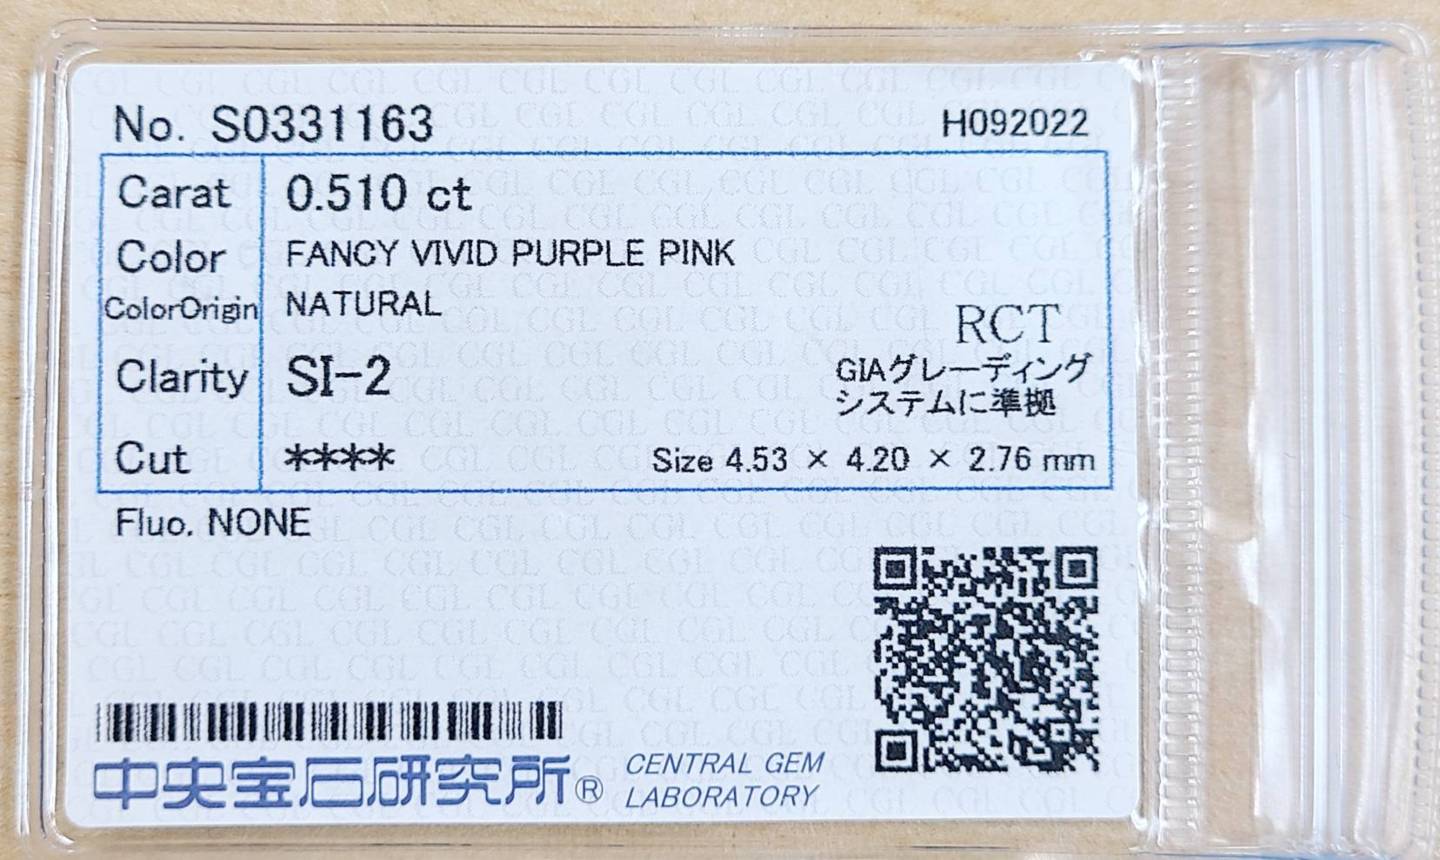 No. S0331163
H092022
Carat 0.510 ct
Color FANCY VIVID PURPLE PINK
ColorOrigin NATURAL
RCT
Clarity SI-2
GIAグレーディング
システムに準拠
Cut ****
Size 4.53 × 4.20 × 2.76 mm
Fluo. NONE
中央宝石研究所® CENTRAL GEM
LABORATORY